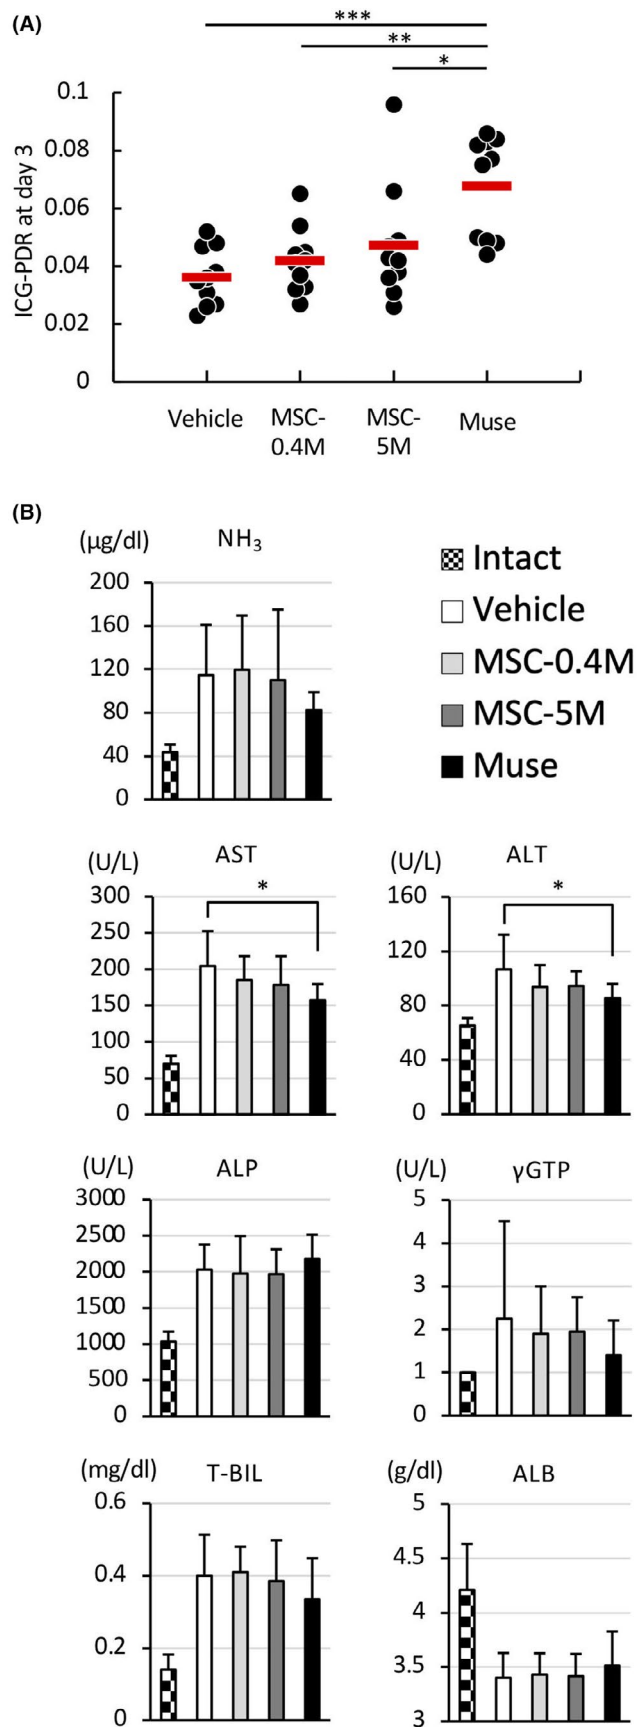 (A)
***
**
*
ICG-PDR at day 3
0.1
0.08
0.06
0.04
0.02
0
Vehicle
MSC-
0.4M
MSC-
5M
Muse
(B)
(μg/dl)
NH₃
200
160
120
80
40
0
Intact
Vehicle
MSC-0.4M
MSC-5M
Muse
(U/L)
AST
300
250
200
150
100
50
0
*
(U/L)
ALT
160
120
80
40
0
*
(U/L)
ALP
3000
2500
2000
1500
1000
500
0
(U/L)
γGTP
5
4
3
2
1
0
(mg/dl)
T-BIL
0.6
0.4
0.2
0
(g/dl)
ALB
5
4.5
4
3.5
3